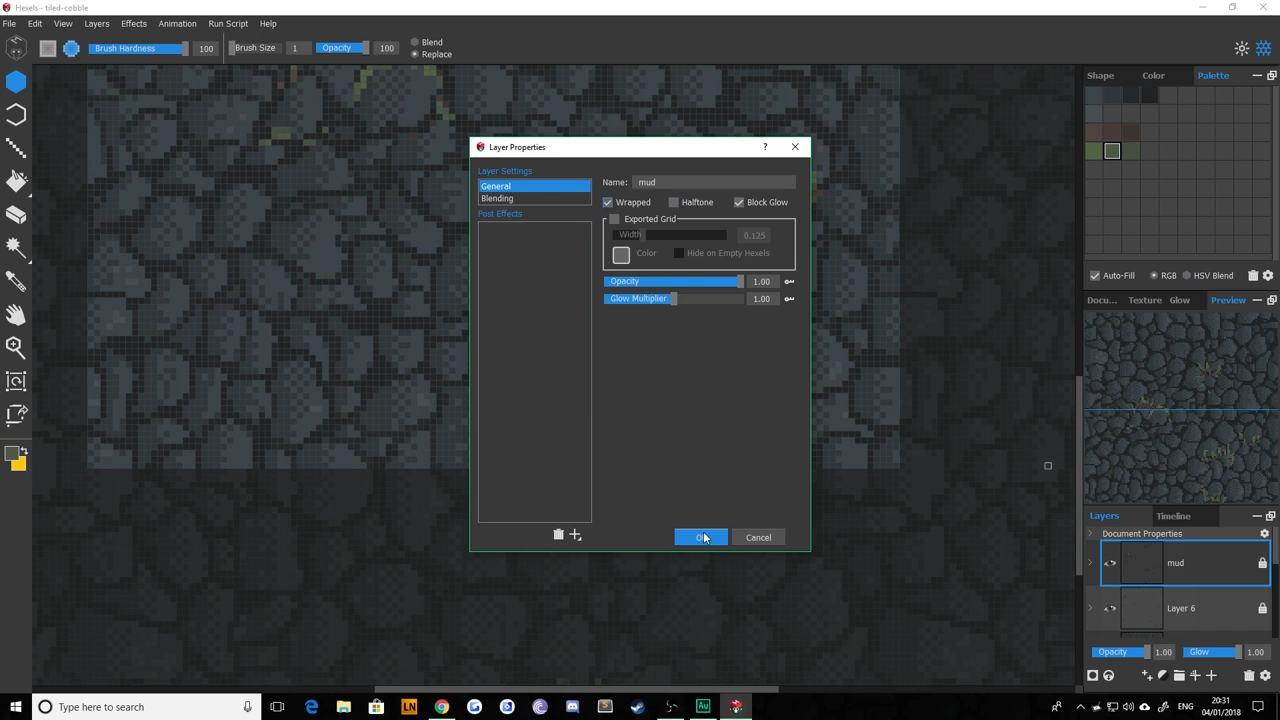 Hexels - tiled-cobble
File Edit View Layers Effects Animation Run Script Help
Brush Hardness 100 Brush Size 1 Opacity 100 Blend
Replace
Shape Color Palette
Layer Properties ?
Layer Settings
General
Blending
Post Effects
Name: mud
Wrapped Halftone Block Glow
Exported Grid
Width 0.125
Color Hide on Empty Hexels
Opacity 1.00
Glow Multiplier 1.00
Cancel
Auto-Fill RGB HSV Blend
Docu... Texture Glow Preview
Layers Timeline
Document Properties
mud
Layer 6
Opacity 1.00 Glow 1.00
Type here to search
LN
Au
ENG
20:31
04/01/2018